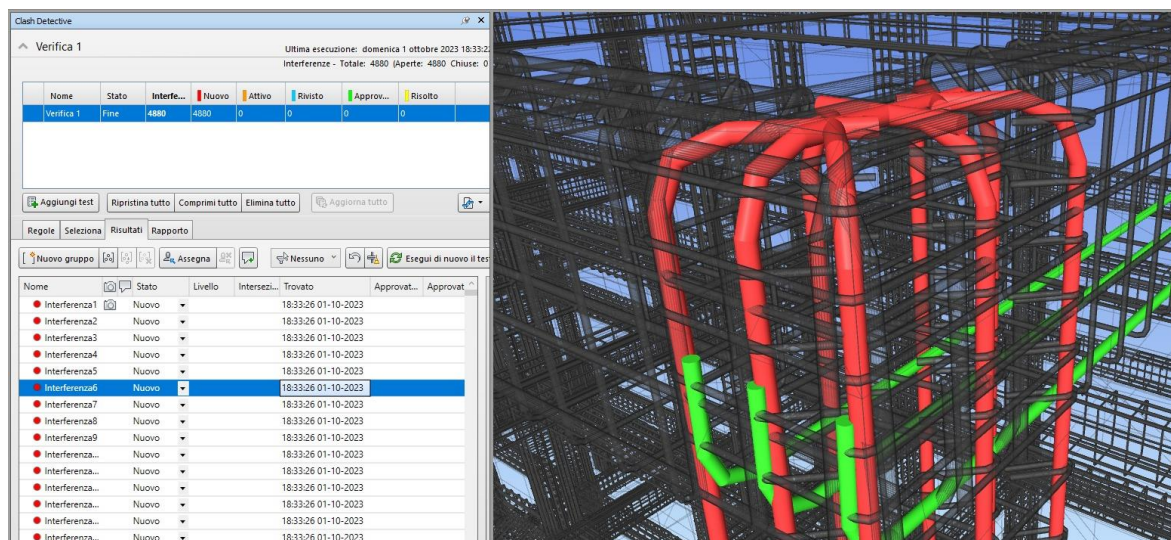 Clash Detective
Verifica 1
Ultima esecuzione: domenica 1 ottobre 2023 18:33:22
Interferenze - Totale: 4880 (Aperte: 4880 Chiuse: 0
Nome Stato Interfe... Nuovo Attivo Rivisto Approv... Risolto
Verifica 1 Fine 4880 4880 0 0 0 0
Aggiungi test Ripristina tutto Comprimi tutto Elimina tutto Aggiorna tutto
Regole Seleziona Risultati Rapporto
Nuovo gruppo Assegna Nessuno Esegui di nuovo il tes
Nome Stato Livello Intersezi... Trovato Approvat... Approvat
Interferenza1 Nuovo 18:33:26 01-10-2023
Interferenza2 Nuovo 18:33:26 01-10-2023
Interferenza3 Nuovo 18:33:26 01-10-2023
Interferenza4 Nuovo 18:33:26 01-10-2023
Interferenza5 Nuovo 18:33:26 01-10-2023
Interferenza6 Nuovo 18:33:26 01-10-2023
Interferenza7 Nuovo 18:33:26 01-10-2023
Interferenza8 Nuovo 18:33:26 01-10-2023
Interferenza9 Nuovo 18:33:26 01-10-2023
Interferenza... Nuovo 18:33:26 01-10-2023
Interferenza... Nuovo 18:33:26 01-10-2023
Interferenza... Nuovo 18:33:26 01-10-2023
Interferenza... Nuovo 18:33:26 01-10-2023
Interferenza... Nuovo 18:33:26 01-10-2023
Interferenza... Nuovo 18:33:26 01-10-2023